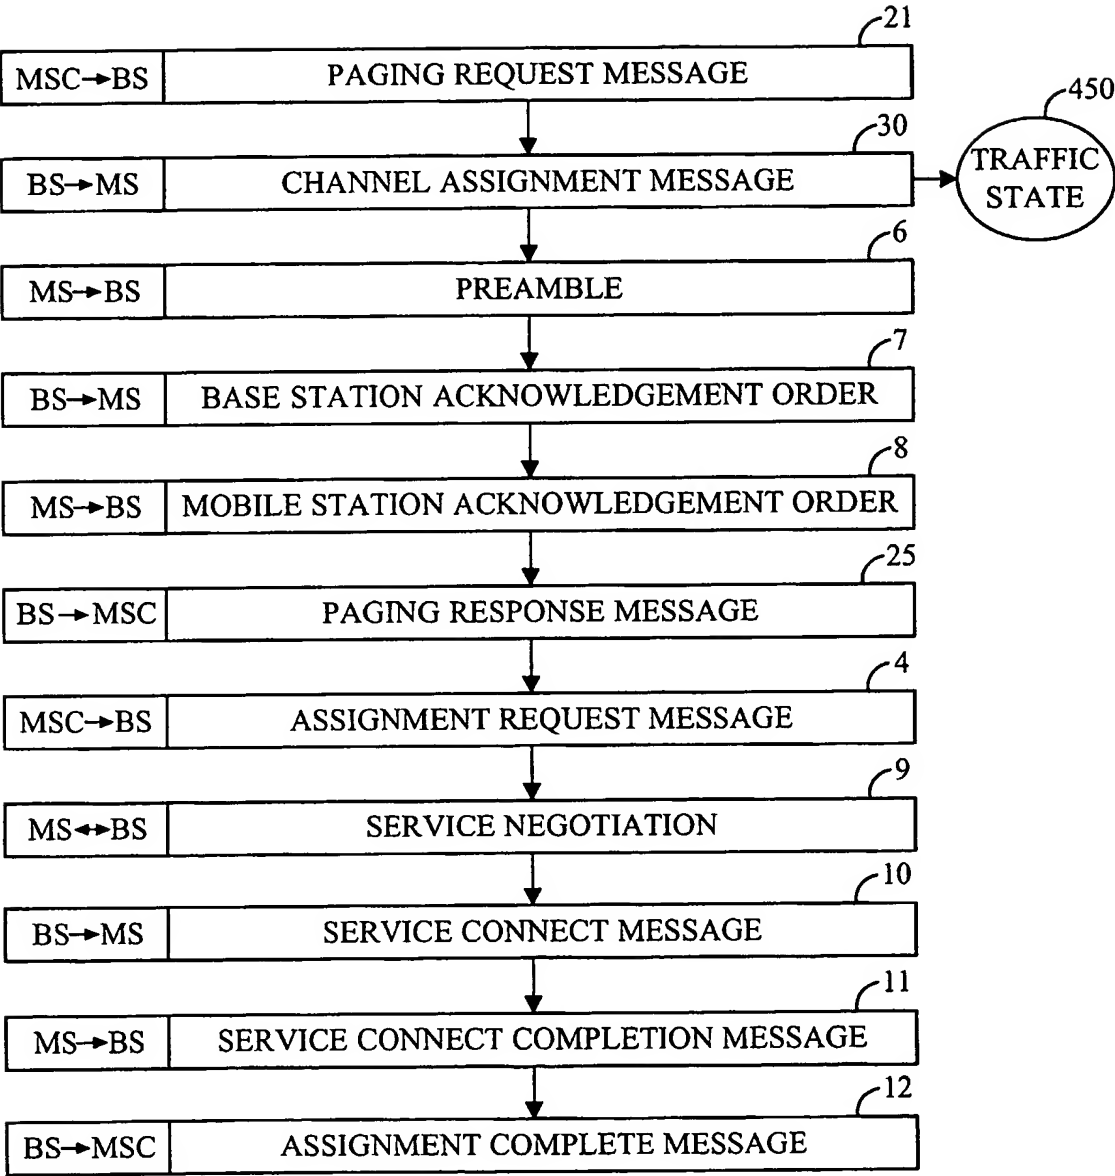 21
MSC→BS PAGING REQUEST MESSAGE
450
30
BS→MS CHANNEL ASSIGNMENT MESSAGE
TRAFFIC
STATE
6
MS→BS PREAMBLE
7
BS→MS BASE STATION ACKNOWLEDGEMENT ORDER
8
MS→BS MOBILE STATION ACKNOWLEDGEMENT ORDER
25
BS→MSC PAGING RESPONSE MESSAGE
4
MSC→BS ASSIGNMENT REQUEST MESSAGE
9
MS↔BS SERVICE NEGOTIATION
10
BS→MS SERVICE CONNECT MESSAGE
11
MS→BS SERVICE CONNECT COMPLETION MESSAGE
12
BS→MSC ASSIGNMENT COMPLETE MESSAGE